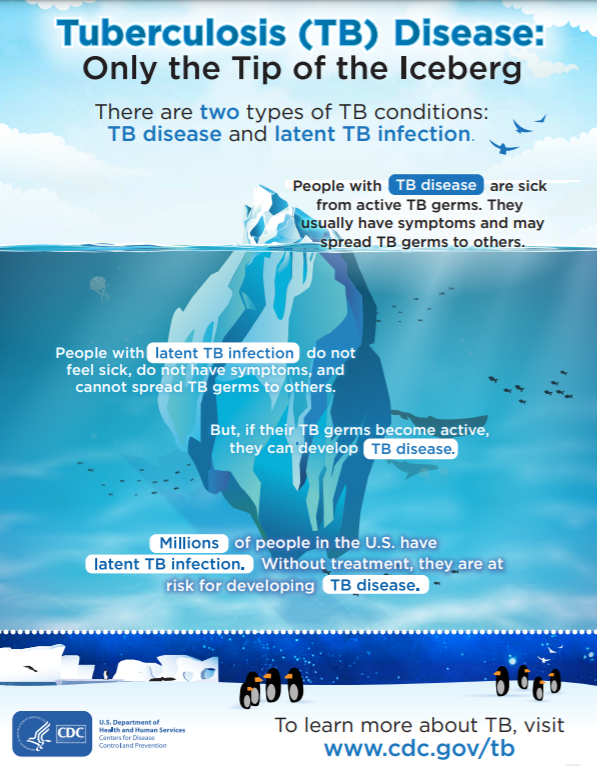 Tuberculosis (TB) Disease:
Only the Tip of the Iceberg
There are two types of TB conditions:
TB disease and latent TB infection.
People with TB disease are sick
from active TB germs. They
usually have symptoms and may
spread TB germs to others.
People with latent TB infection do not
feel sick, do not have symptoms, and
cannot spread TB germs to others.
But, if their TB germs become active,
they can develop TB disease.
Millions of people in the U.S. have
latent TB infection. Without treatment, they are at
risk for developing TB disease.
CDC
U.S. Department of
Health and Human Services
Centers for Disease
Control and Prevention
To learn more about TB, visit
www.cdc.gov/tb